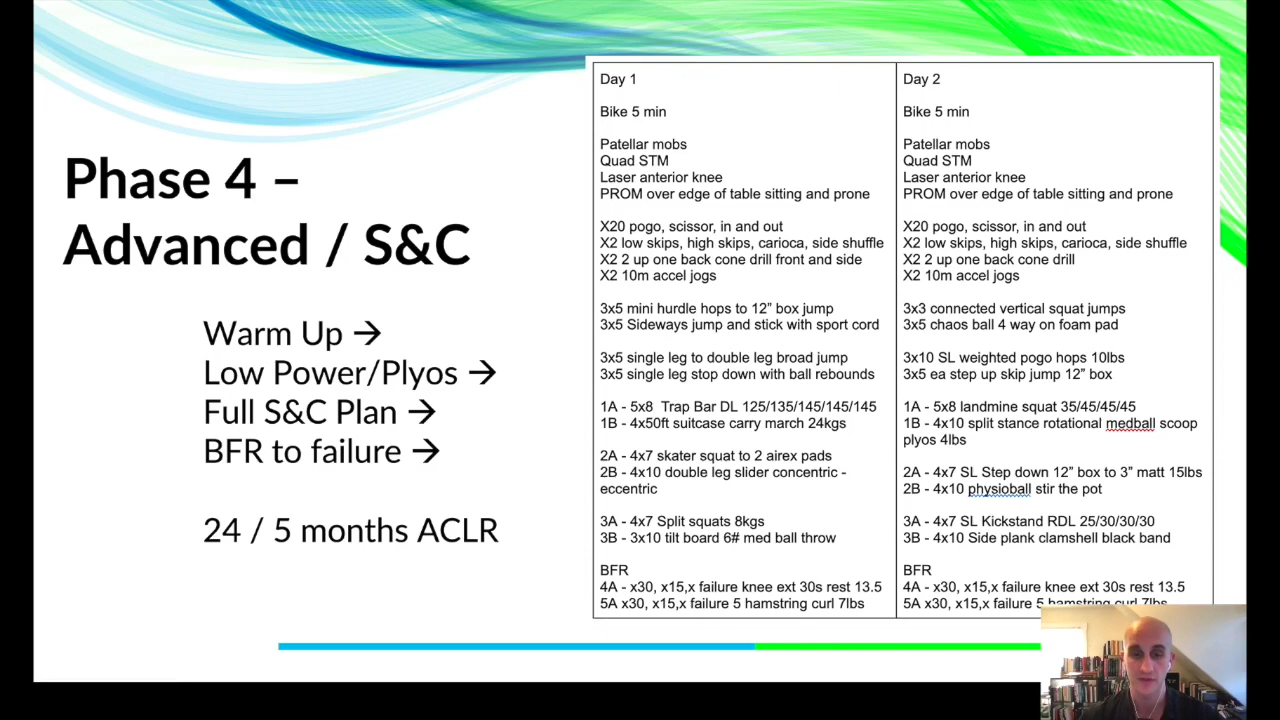 Phase 4 –
Advanced / S&C
Warm Up →
Low Power/Plyos →
Full S&C Plan →
BFR to failure →
24 / 5 months ACLR
Day 1
Bike 5 min
Patellar mobs
Quad STM
Laser anterior knee
PROM over edge of table sitting and prone
X20 pogo, scissor, in and out
X2 low skips, high skips, carioca, side shuffle
X2 2 up one back cone drill front and side
X2 10m accel jogs
3x5 mini hurdle hops to 12” box jump
3x5 Sideways jump and stick with sport cord
3x5 single leg to double leg broad jump
3x5 single leg stop down with ball rebounds
1A - 5x8  Trap Bar DL 125/135/145/145/145
1B - 4x50ft suitcase carry march 24kgs
2A - 4x7 skater squat to 2 airex pads
2B - 4x10 double leg slider concentric -
eccentric
3A - 4x7 Split squats 8kgs
3B - 3x10 tilt board 6# med ball throw
BFR
4A - x30, x15,x failure knee ext 30s rest 13.5
5A x30, x15,x failure 5 hamstring curl 7lbs
Day 2
Bike 5 min
Patellar mobs
Quad STM
Laser anterior knee
PROM over edge of table sitting and prone
X20 pogo, scissor, in and out
X2 low skips, high skips, carioca, side shuffle
X2 2 up one back cone drill
X2 10m accel jogs
3x3 connected vertical squat jumps
3x5 chaos ball 4 way on foam pad
3x10 SL weighted pogo hops 10lbs
3x5 ea step up skip jump 12” box
1A - 5x8 landmine squat 35/45/45/45
1B - 4x10 split stance rotational medball scoop
plyos 4lbs
2A - 4x7 SL Step down 12” box to 3” matt 15lbs
2B - 4x10 physioball stir the pot
3A - 4x7 SL Kickstand RDL 25/30/30/30
3B - 4x10 Side plank clamshell black band
BFR
4A - x30, x15,x failure knee ext 30s rest 13.5
5A x30, x15,x failure 5 hamstring curl 7lbs